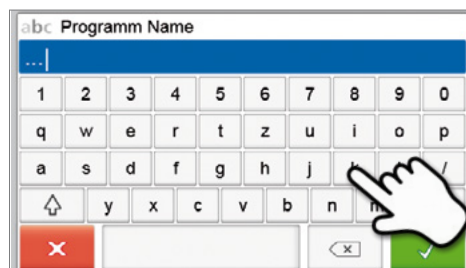 abc Programm Name
...
1 2 3 4 5 6 7 8 9 0
q w e r t z u i o p
a s d f g h j k /
y x c v b n